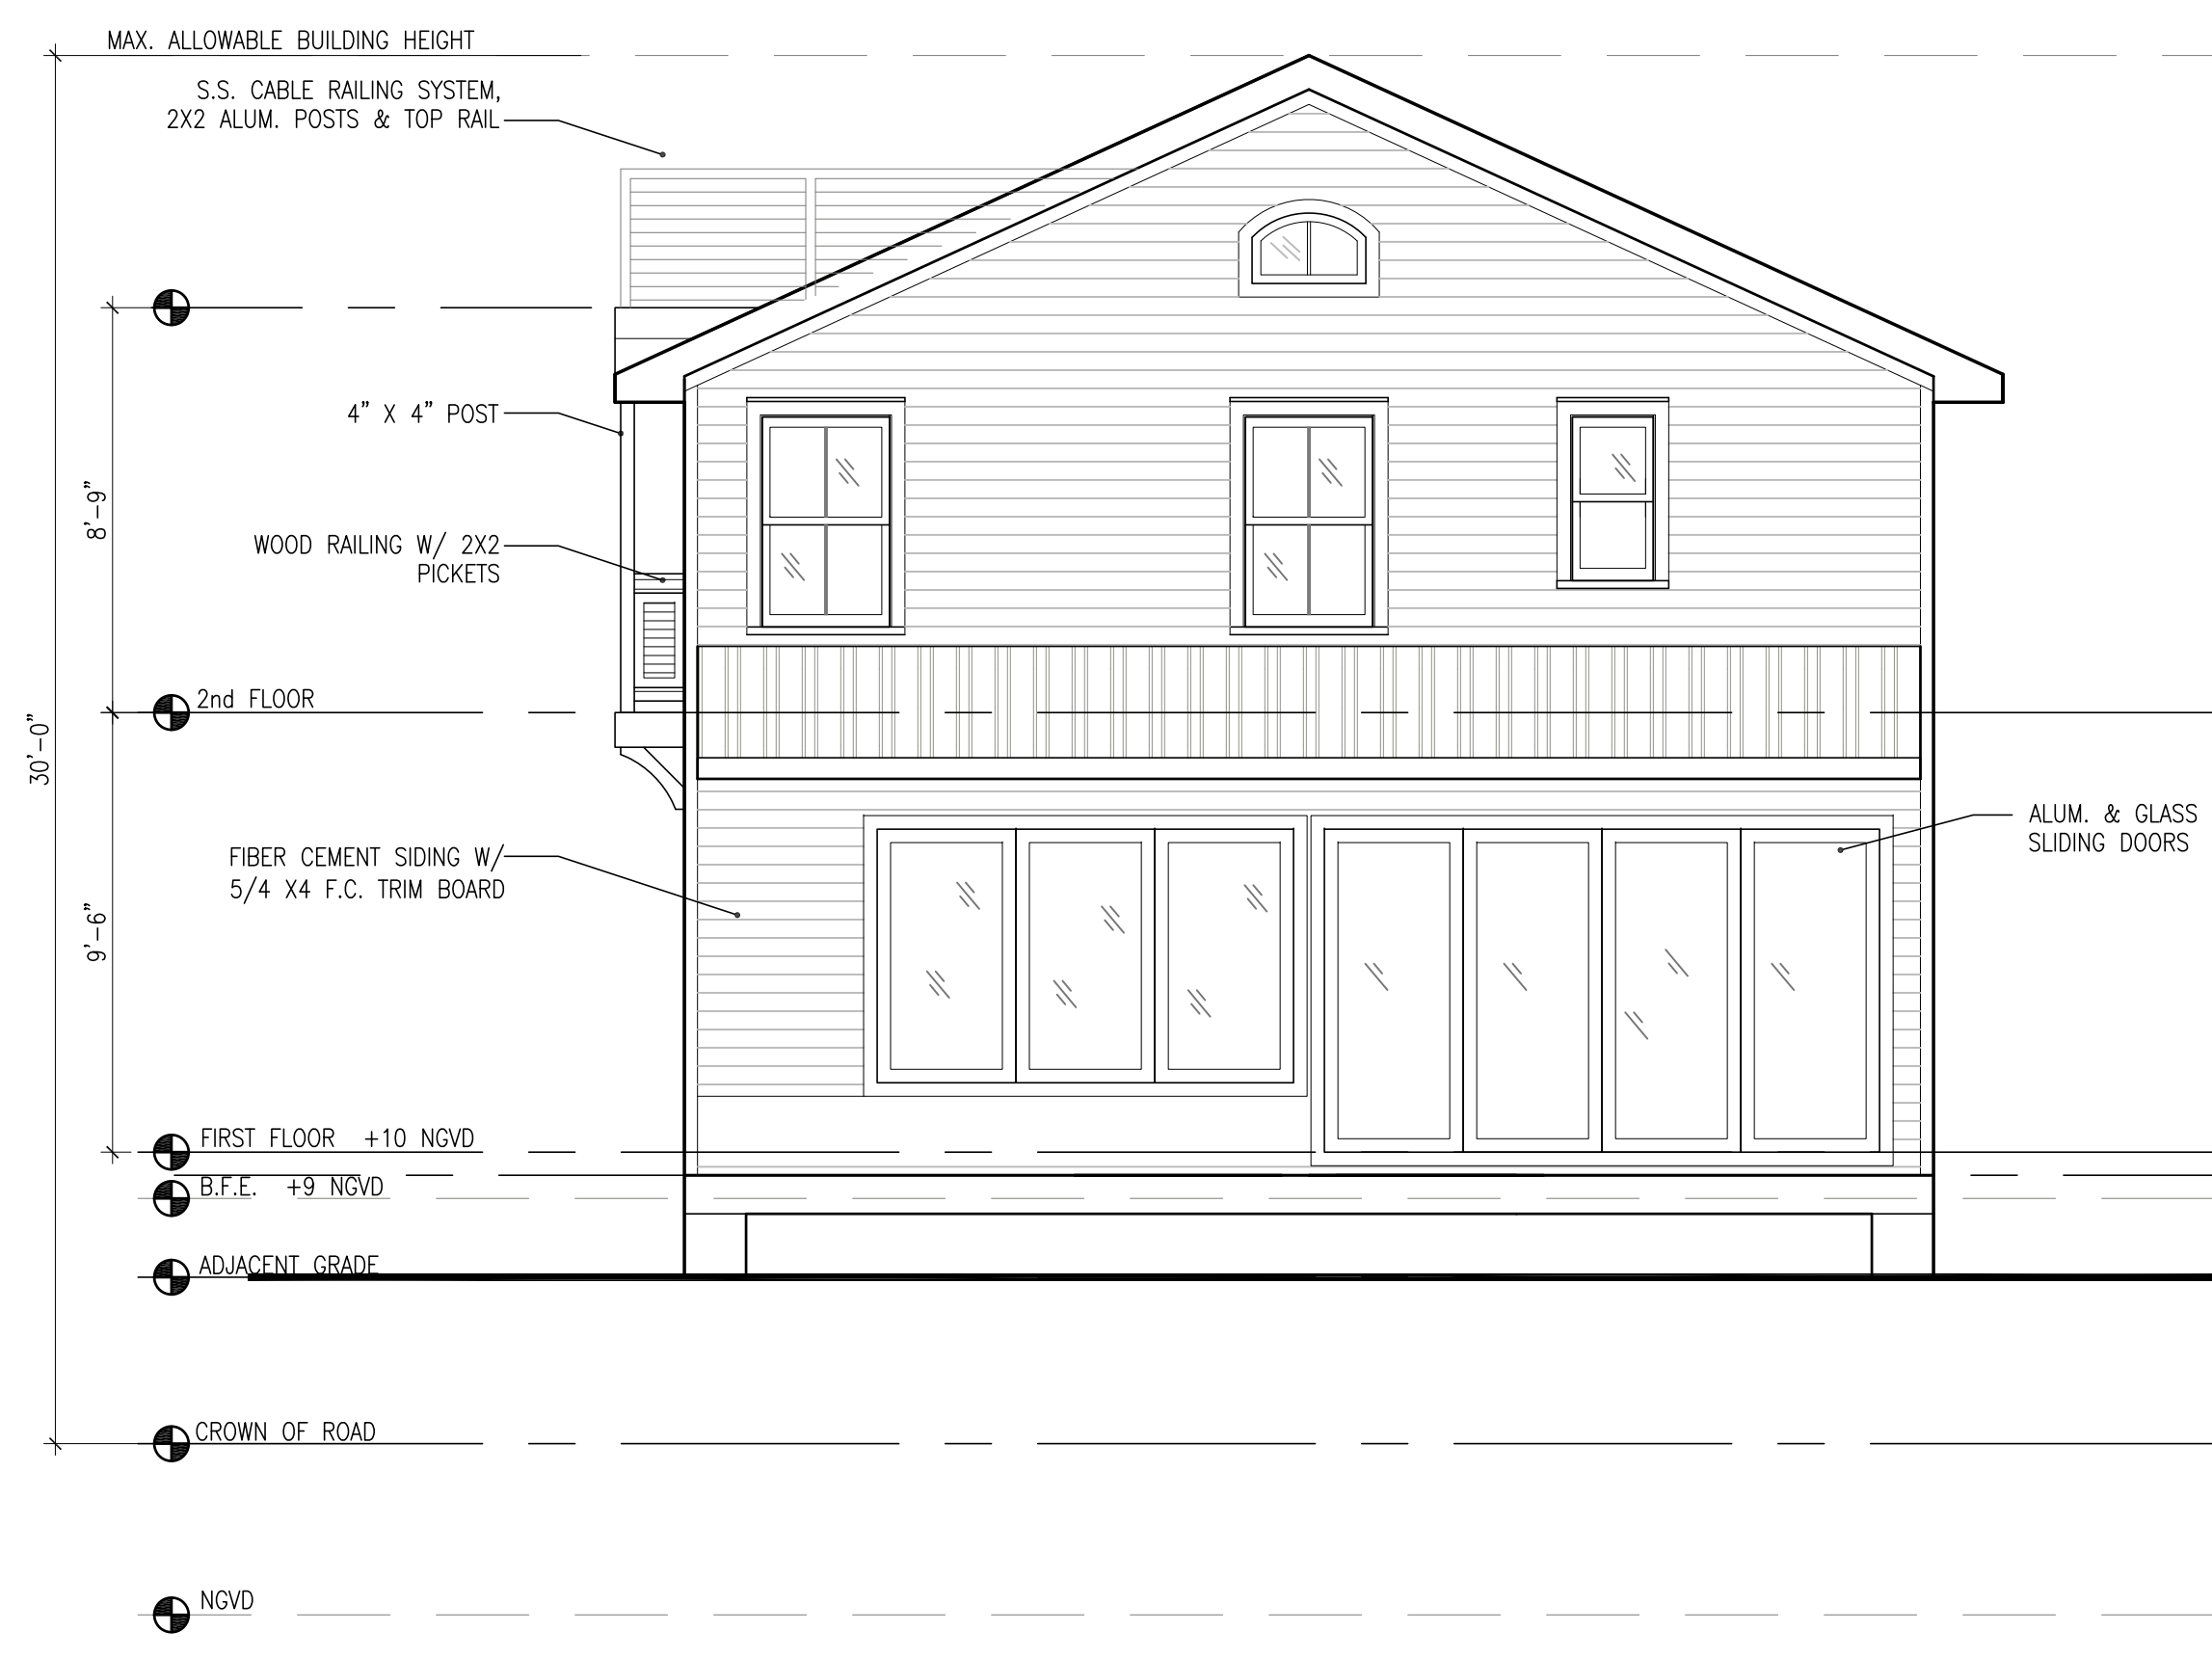 MAX. ALLOWABLE BUILDING HEIGHT
S.S. CABLE RAILING SYSTEM,
2X2 ALUM. POSTS & TOP RAIL
4” X 4” POST
8’-9”
WOOD RAILING W/ 2X2
PICKETS
2nd FLOOR
30’-0”
ALUM. & GLASS
SLIDING DOORS
FIBER CEMENT SIDING W/
5/4 X4 F.C. TRIM BOARD
9’-6”
FIRST FLOOR +10 NGVD
B.F.E. +9 NGVD
ADJACENT GRADE
CROWN OF ROAD
NGVD